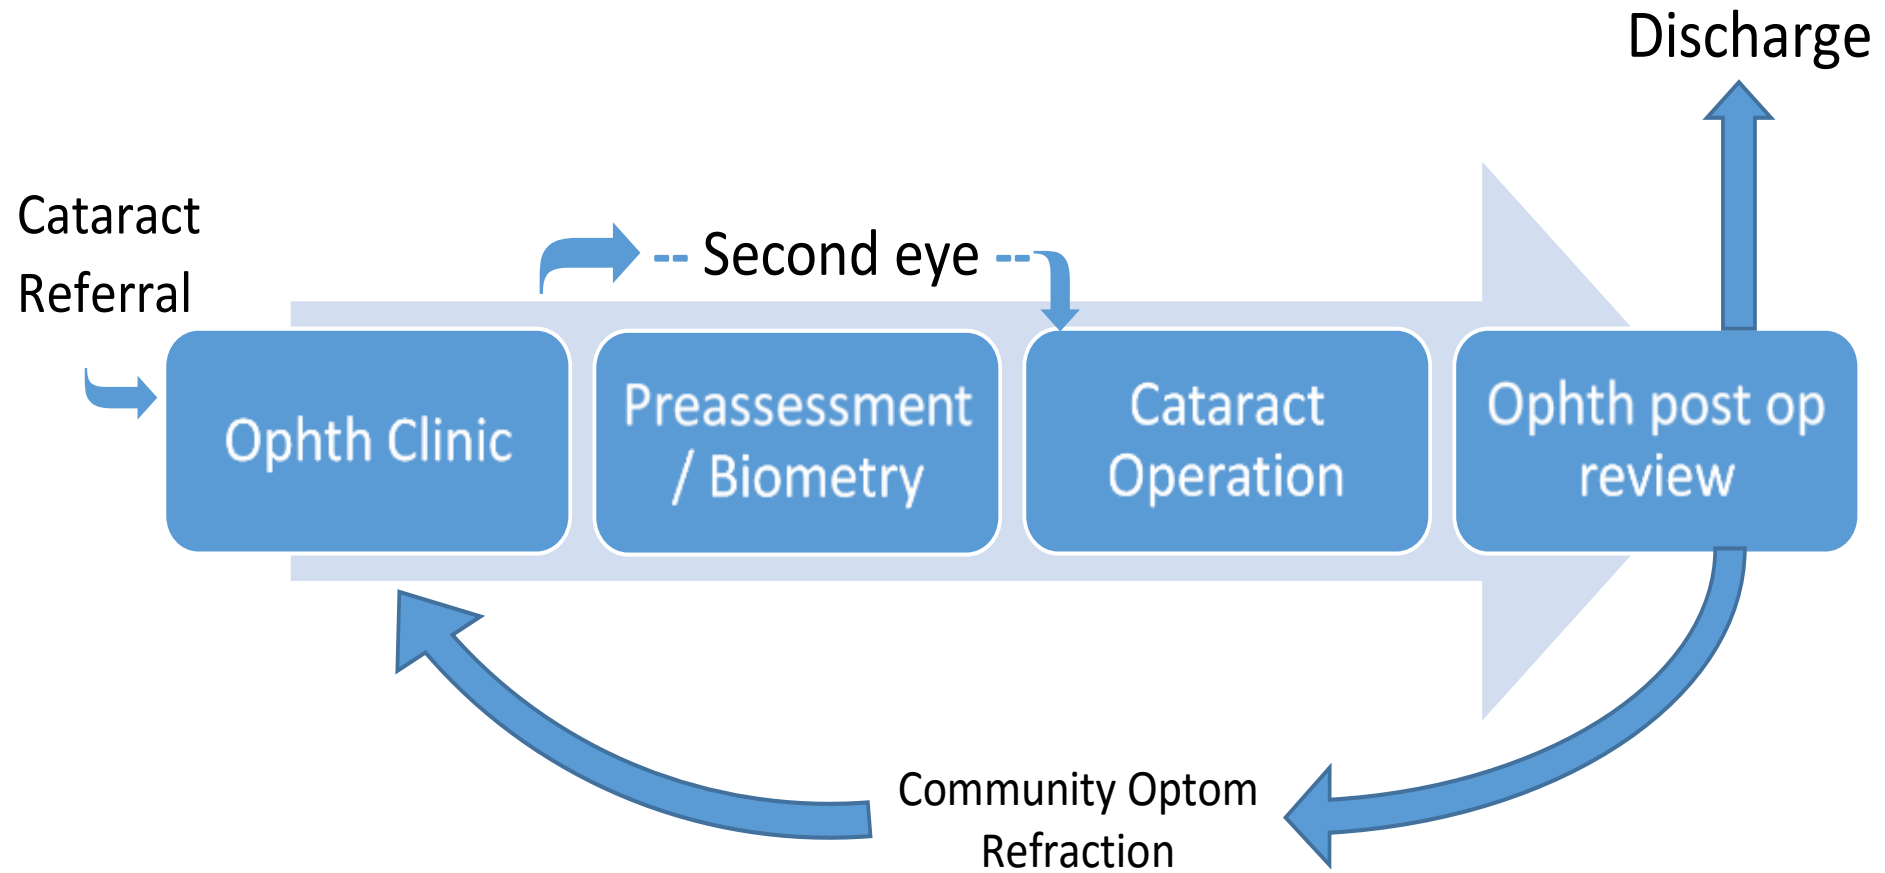 Discharge
Cataract
Referral
-- Second eye --
Ophth Clinic
Preassessment
/ Biometry
Cataract
Operation
Ophth post op
review
Community Optom
Refraction